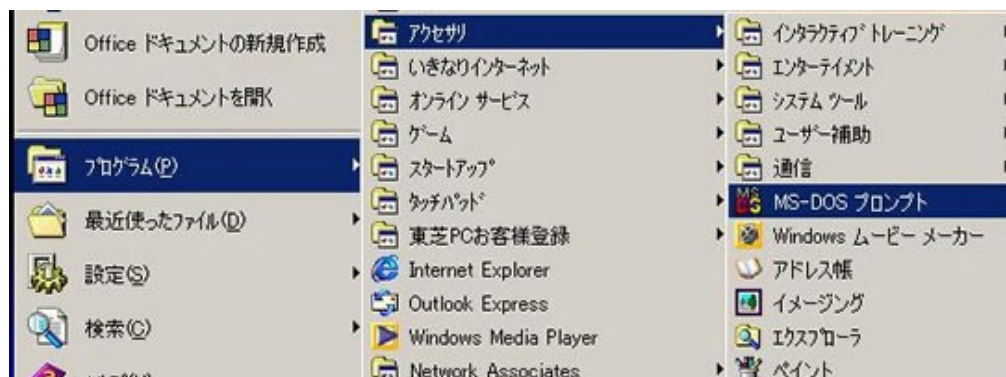 Office ドキュメントの新規作成
Office ドキュメントを開く
プログラム(P)
最近使ったファイル(D)
設定(S)
検索(C)
アクセサリ
いきなりインターネット
オンライン サービス
ゲーム
スタートアップ
タッチパッド
東芝PCお客様登録
Internet Explorer
Outlook Express
Windows Media Player
Network Associates
インタラクティブ トレーニング
エンターテイメント
システム ツール
ユーザー補助
通信
MS-DOS プロンプト
Windows ムービー メーカー
アドレス帳
イメージング
エクスプローラ
ペイント